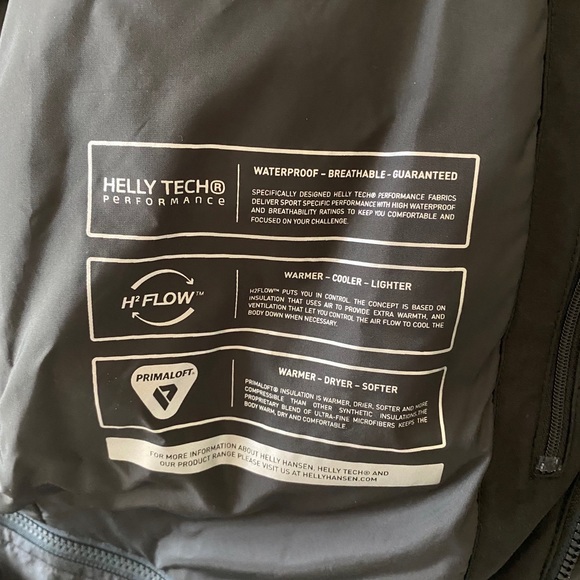 HELLY TECH®
PERFORMANCE
WATERPROOF – BREATHABLE - GUARANTEED
SPECIFICALLY DESIGNED HELLY TECH® PERFORMANCE FABRICS
DELIVER SPORT SPECIFIC PERFORMANCE WITH HIGH WATERPROOF
AND BREATHABILITY RATINGS TO KEEP YOU COMFORTABLE AND
FOCUSED ON YOUR CHALLENGE.
H² FLOW™
WARMER – COOLER – LIGHTER
H2FLOW™ PUTS YOU IN CONTROL. THE CONCEPT IS BASED ON
INSULATION THAT USES AIR TO PROVIDE EXTRA WARMTH, AND
VENTILATION THAT LET YOU CONTROL THE AIR FLOW TO COOL THE
BODY DOWN WHEN NECESSARY.
PRIMALOFT®
WARMER – DRYER – SOFTER
PRIMALOFT® INSULATION IS WARMER, DRIER, SOFTER AND MORE
COMPRESSIBLE THAN OTHER SYNTHETIC INSULATIONS.THE
PROPRIETARY BLEND OF ULTRA-FINE MICROFIBERS KEEPS THE
BODY WARM, DRY AND COMFORTABLE.
FOR MORE INFORMATION ABOUT HELLY HANSEN, HELLY TECH® AND
OUR PRODUCT RANGE PLEASE VISIT US AT HELLYHANSEN.COM